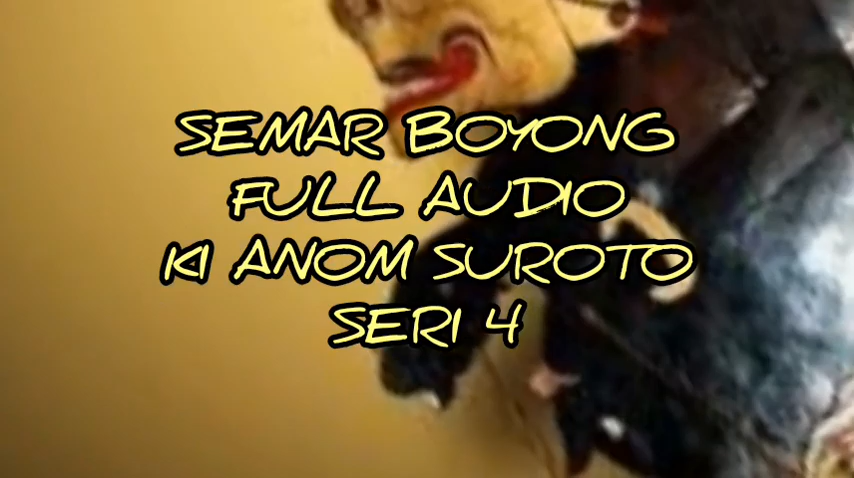 SEMAR BOYONG
FULL AUDIO
KI ANOM SUROTO
SERI 4